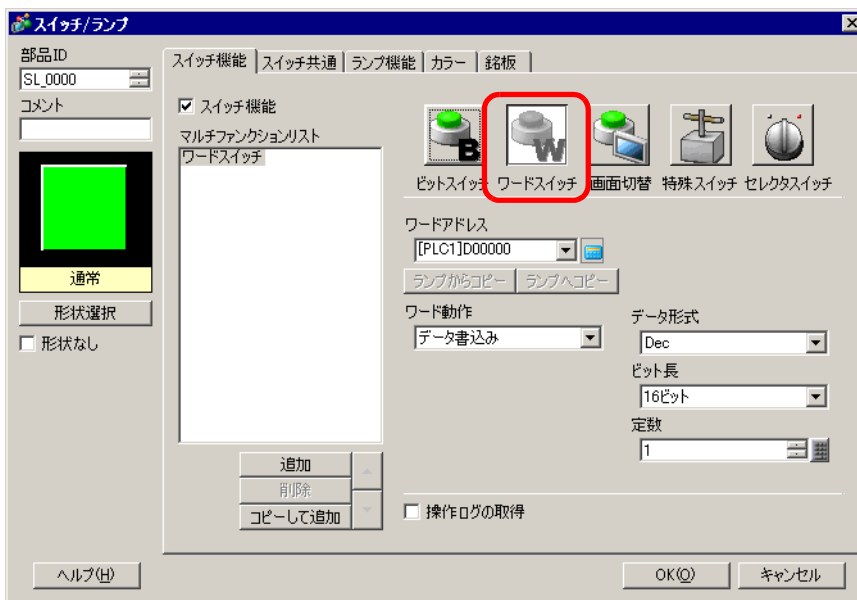 スイッチ/ランプ
部品ID
SL_0000
コメント
通常
形状選択
形状なし
スイッチ機能
スイッチ共通
ランプ機能
カラー
銘板
スイッチ機能
マルチファンクションリスト
ワードスイッチ
追加
削除
コピーして追加
B
W
ビットスイッチ
ワードスイッチ
画面切替
特殊スイッチ
セレクタスイッチ
ワードアドレス
[PLC1]D00000
ランプからコピー
ランプへコピー
ワード動作
データ書込み
データ形式
Dec
ビット長
16ビット
定数
1
操作ログの取得
ヘルプ(H)
OK(O)
キャンセル